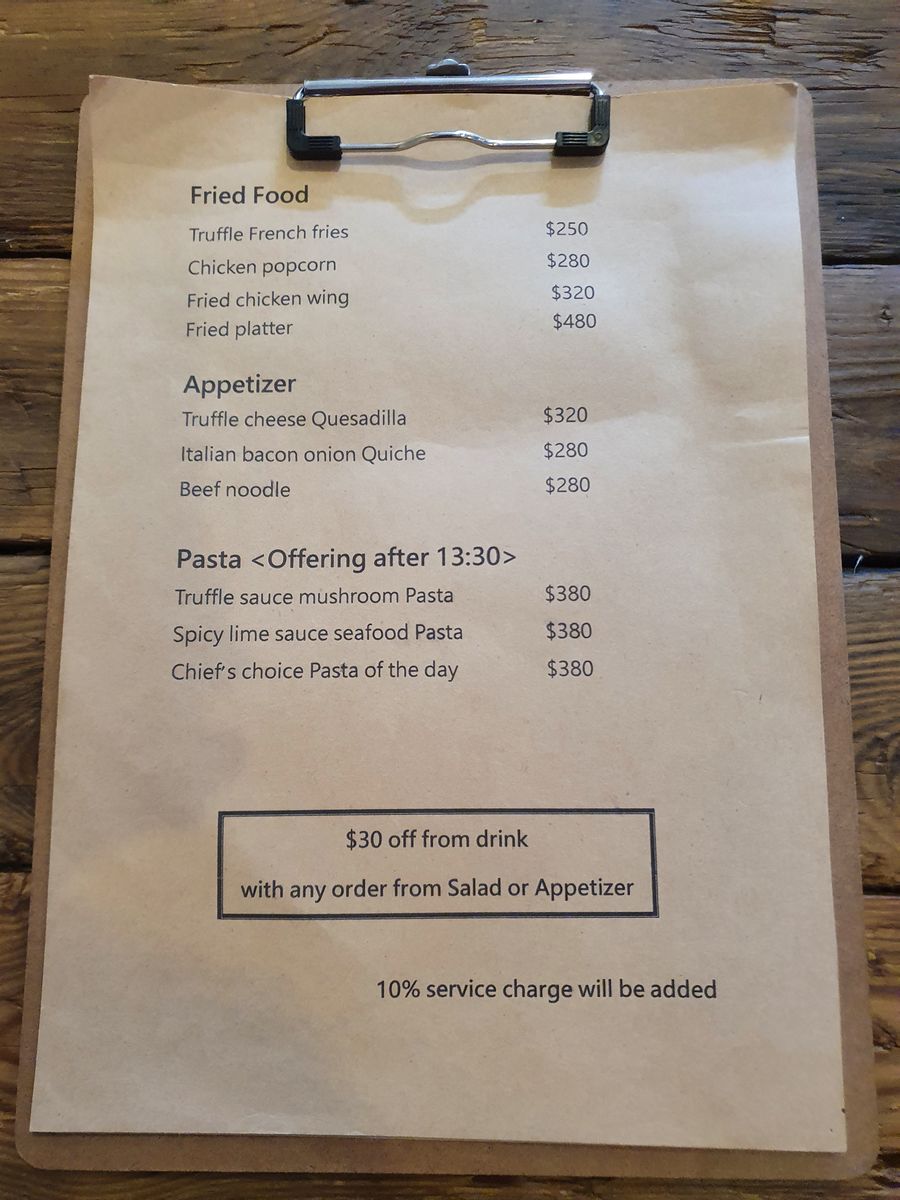 Fried Food
Truffle French fries $250
Chicken popcorn $280
Fried chicken wing $320
Fried platter $480
Appetizer
Truffle cheese Quesadilla $320
Italian bacon onion Quiche $280
Beef noodle $280
Pasta <Offering after 13:30>
Truffle sauce mushroom Pasta $380
Spicy lime sauce seafood Pasta $380
Chief's choice Pasta of the day $380
$30 off from drink
with any order from Salad or Appetizer
10% service charge will be added